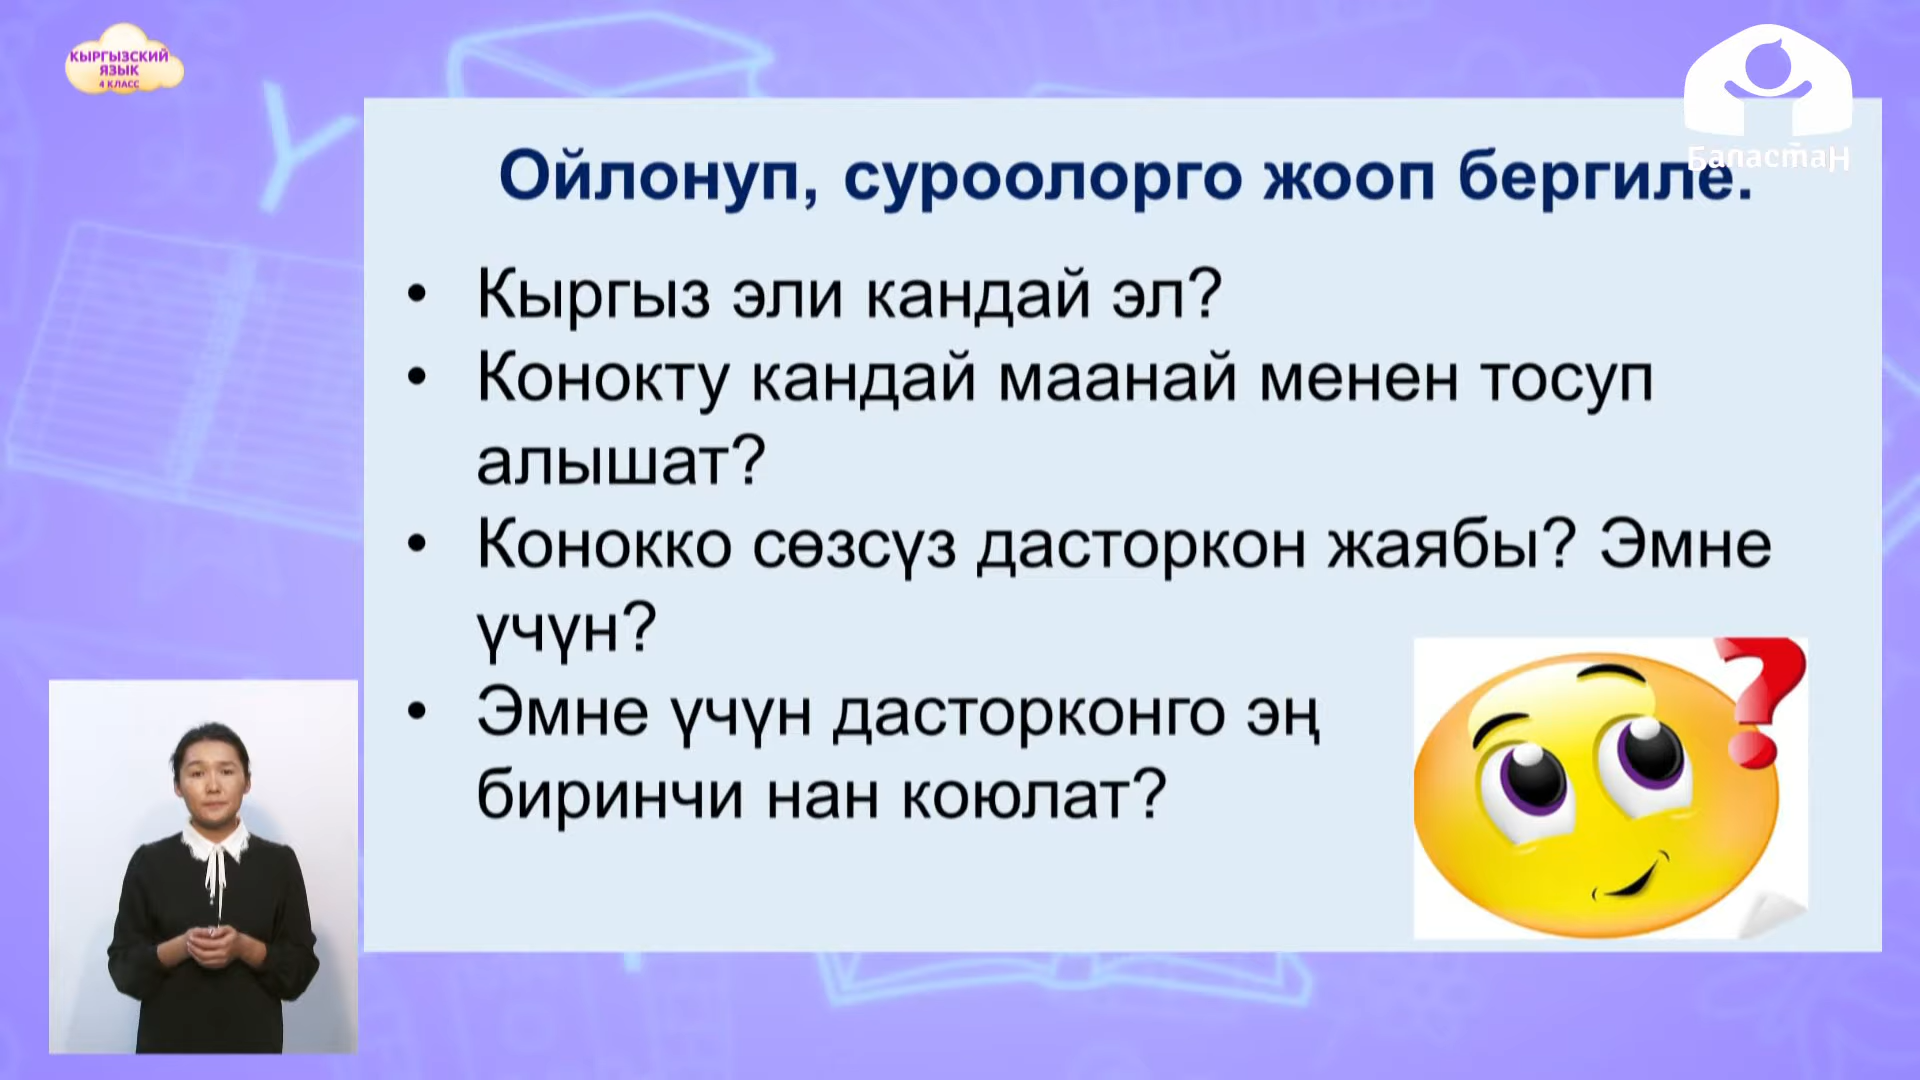 КЫРГЫЗСКИЙ
ЯЗЫК
4 КЛАСС
Баластан
Ойлонуп, суроолорго жооп бергиле.
• Кыргыз эли кандай эл?
• Конокту кандай маанай менен тосуп
алышат?
• Конокко сөзсүз дасторкон жаябы? Эмне
үчүн?
• Эмне үчүн дасторконго эң
биринчи нан коюлат?